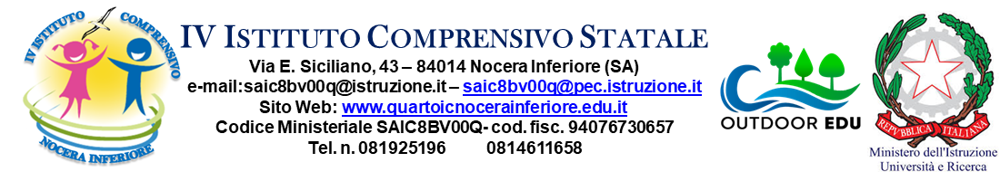 IV ISTITUTO COMPRENSIVO
NOCERA INFERIORE
IV ISTITUTO COMPRENSIVO STATALE
Via E. Siciliano, 43 – 84014 Nocera Inferiore (SA)
e-mail:saic8bv00q@istruzione.it – saic8bv00q@pec.istruzione.it
Sito Web: www.quartoicnocerainferiore.edu.it
Codice Ministeriale SAIC8BV00Q- cod. fisc. 94076730657
Tel. n. 081925196 0814611658
OUTDOOR EDU
REPVBBLICA ITALIANA
Ministero dell'Istruzione
Università e Ricerca